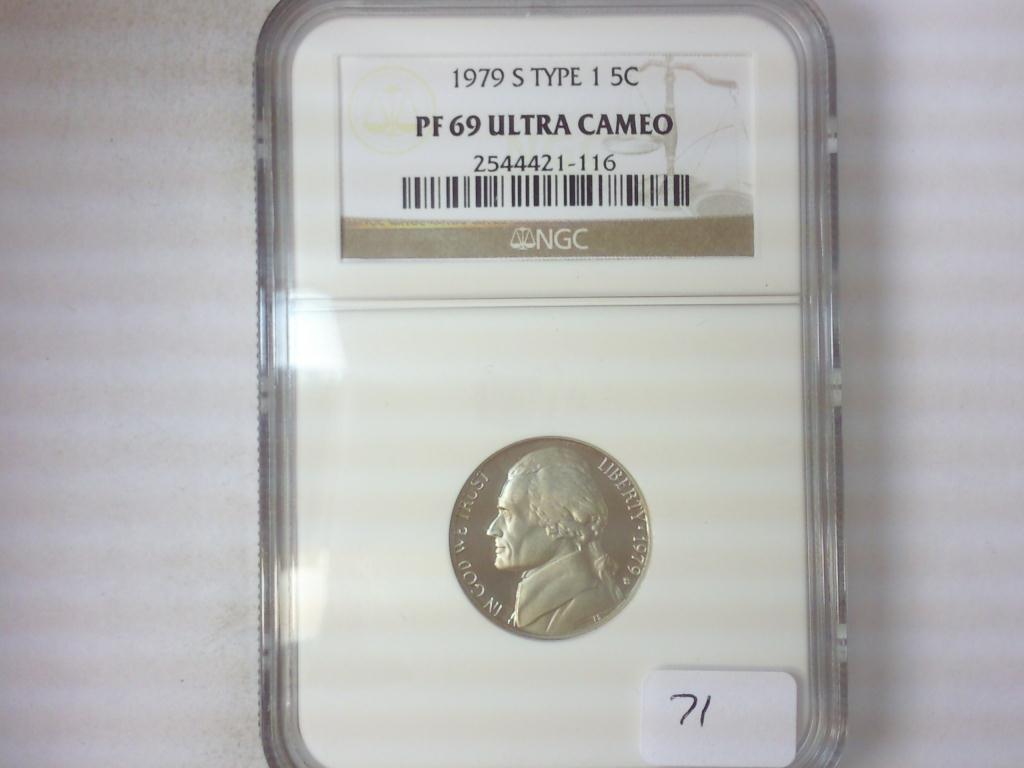 1979 S TYPE 1 5C
PF 69 ULTRA CAMEO
2544421-116
NGC
IN GOD WE TRUST
LIBERTY · 1979
71